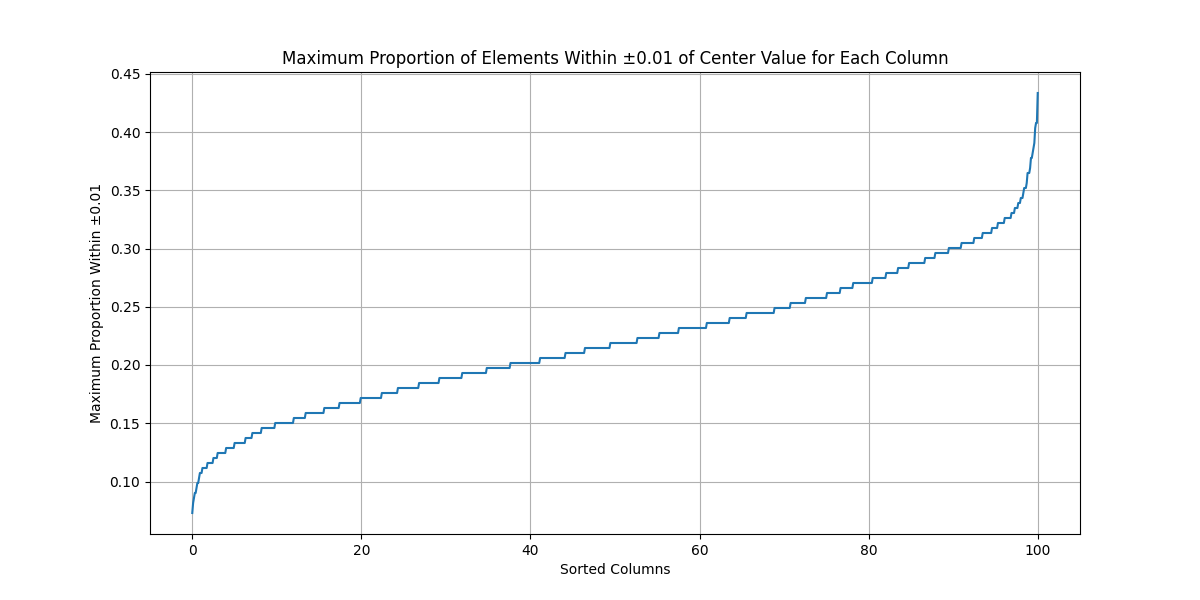 Maximum Proportion of Elements Within ±0.01 of Center Value for Each Column
Maximum Proportion Within ±0.01
0.45
0.40
0.35
0.30
0.25
0.20
0.15
0.10
0 20 40 60 80 100
Sorted Columns